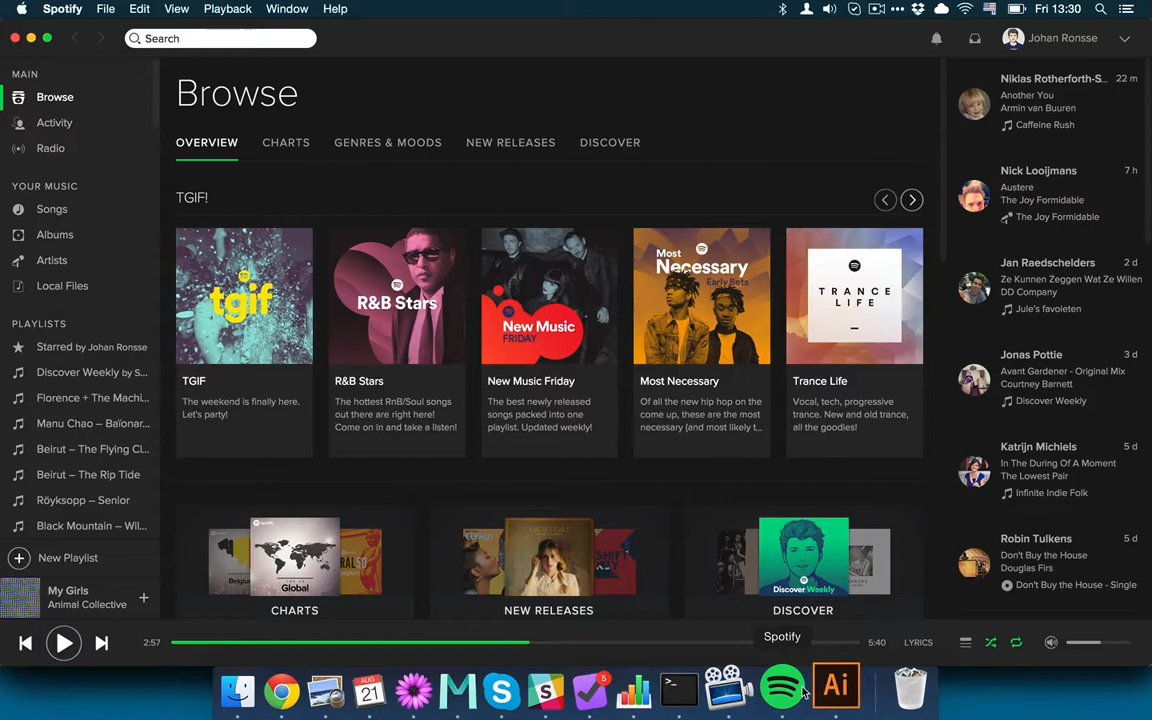 Spotify File Edit View Playback Window Help
Fri 13:30
Search
Johan Ronsse
MAIN
Browse
Activity
Radio
YOUR MUSIC
Songs
Albums
Artists
Local Files
PLAYLISTS
Starred by Johan Ronsse
Discover Weekly by S...
Florence + The Machi...
Manu Chao – Baïonar...
Beirut – The Flying Cl...
Beirut – The Rip Tide
Röyksopp – Senior
Black Mountain – Wil...
New Playlist
My Girls
Animal Collective
Browse
OVERVIEW CHARTS GENRES & MOODS NEW RELEASES DISCOVER
TGIF!
tgif
R&B Stars
New Music
FRIDAY
Most
Necessary
Early Bets
TRANCE
LIFE
TGIF
The weekend is finally here.
Let's party!
R&B Stars
The hottest RnB/Soul songs
out there are right here!
Come on in and take a listen!
New Music Friday
The best newly released
songs packed into one
playlist. Updated weekly!
Most Necessary
Of all the new hip hop on the
come up, these are the most
necessary (and most likely t...
Trance Life
Vocal, tech, progressive
trance. New and old trance,
all the goodies!
Global
Discover Weekly
CHARTS
NEW RELEASES
DISCOVER
Niklas Rotherforth-S... 22 m
Another You
Armin van Buuren
Caffeine Rush
Nick Looijmans 7 h
Austere
The Joy Formidable
The Joy Formidable
Jan Raedschelders 2 d
Ze Kunnen Zeggen Wat Ze Willen
DD Company
Jule's favoleten
Jonas Pottie 3 d
Avant Gardener - Original Mix
Courtney Barnett
Discover Weekly
Katrijn Michiels 5 d
In The During Of A Moment
The Lowest Pair
Infinite Indie Folk
Robin Tulkens 5 d
Don't Buy the House
Douglas Firs
Don't Buy the House - Single
2:57
5:40
LYRICS
Spotify
AUG
21
5
Ai